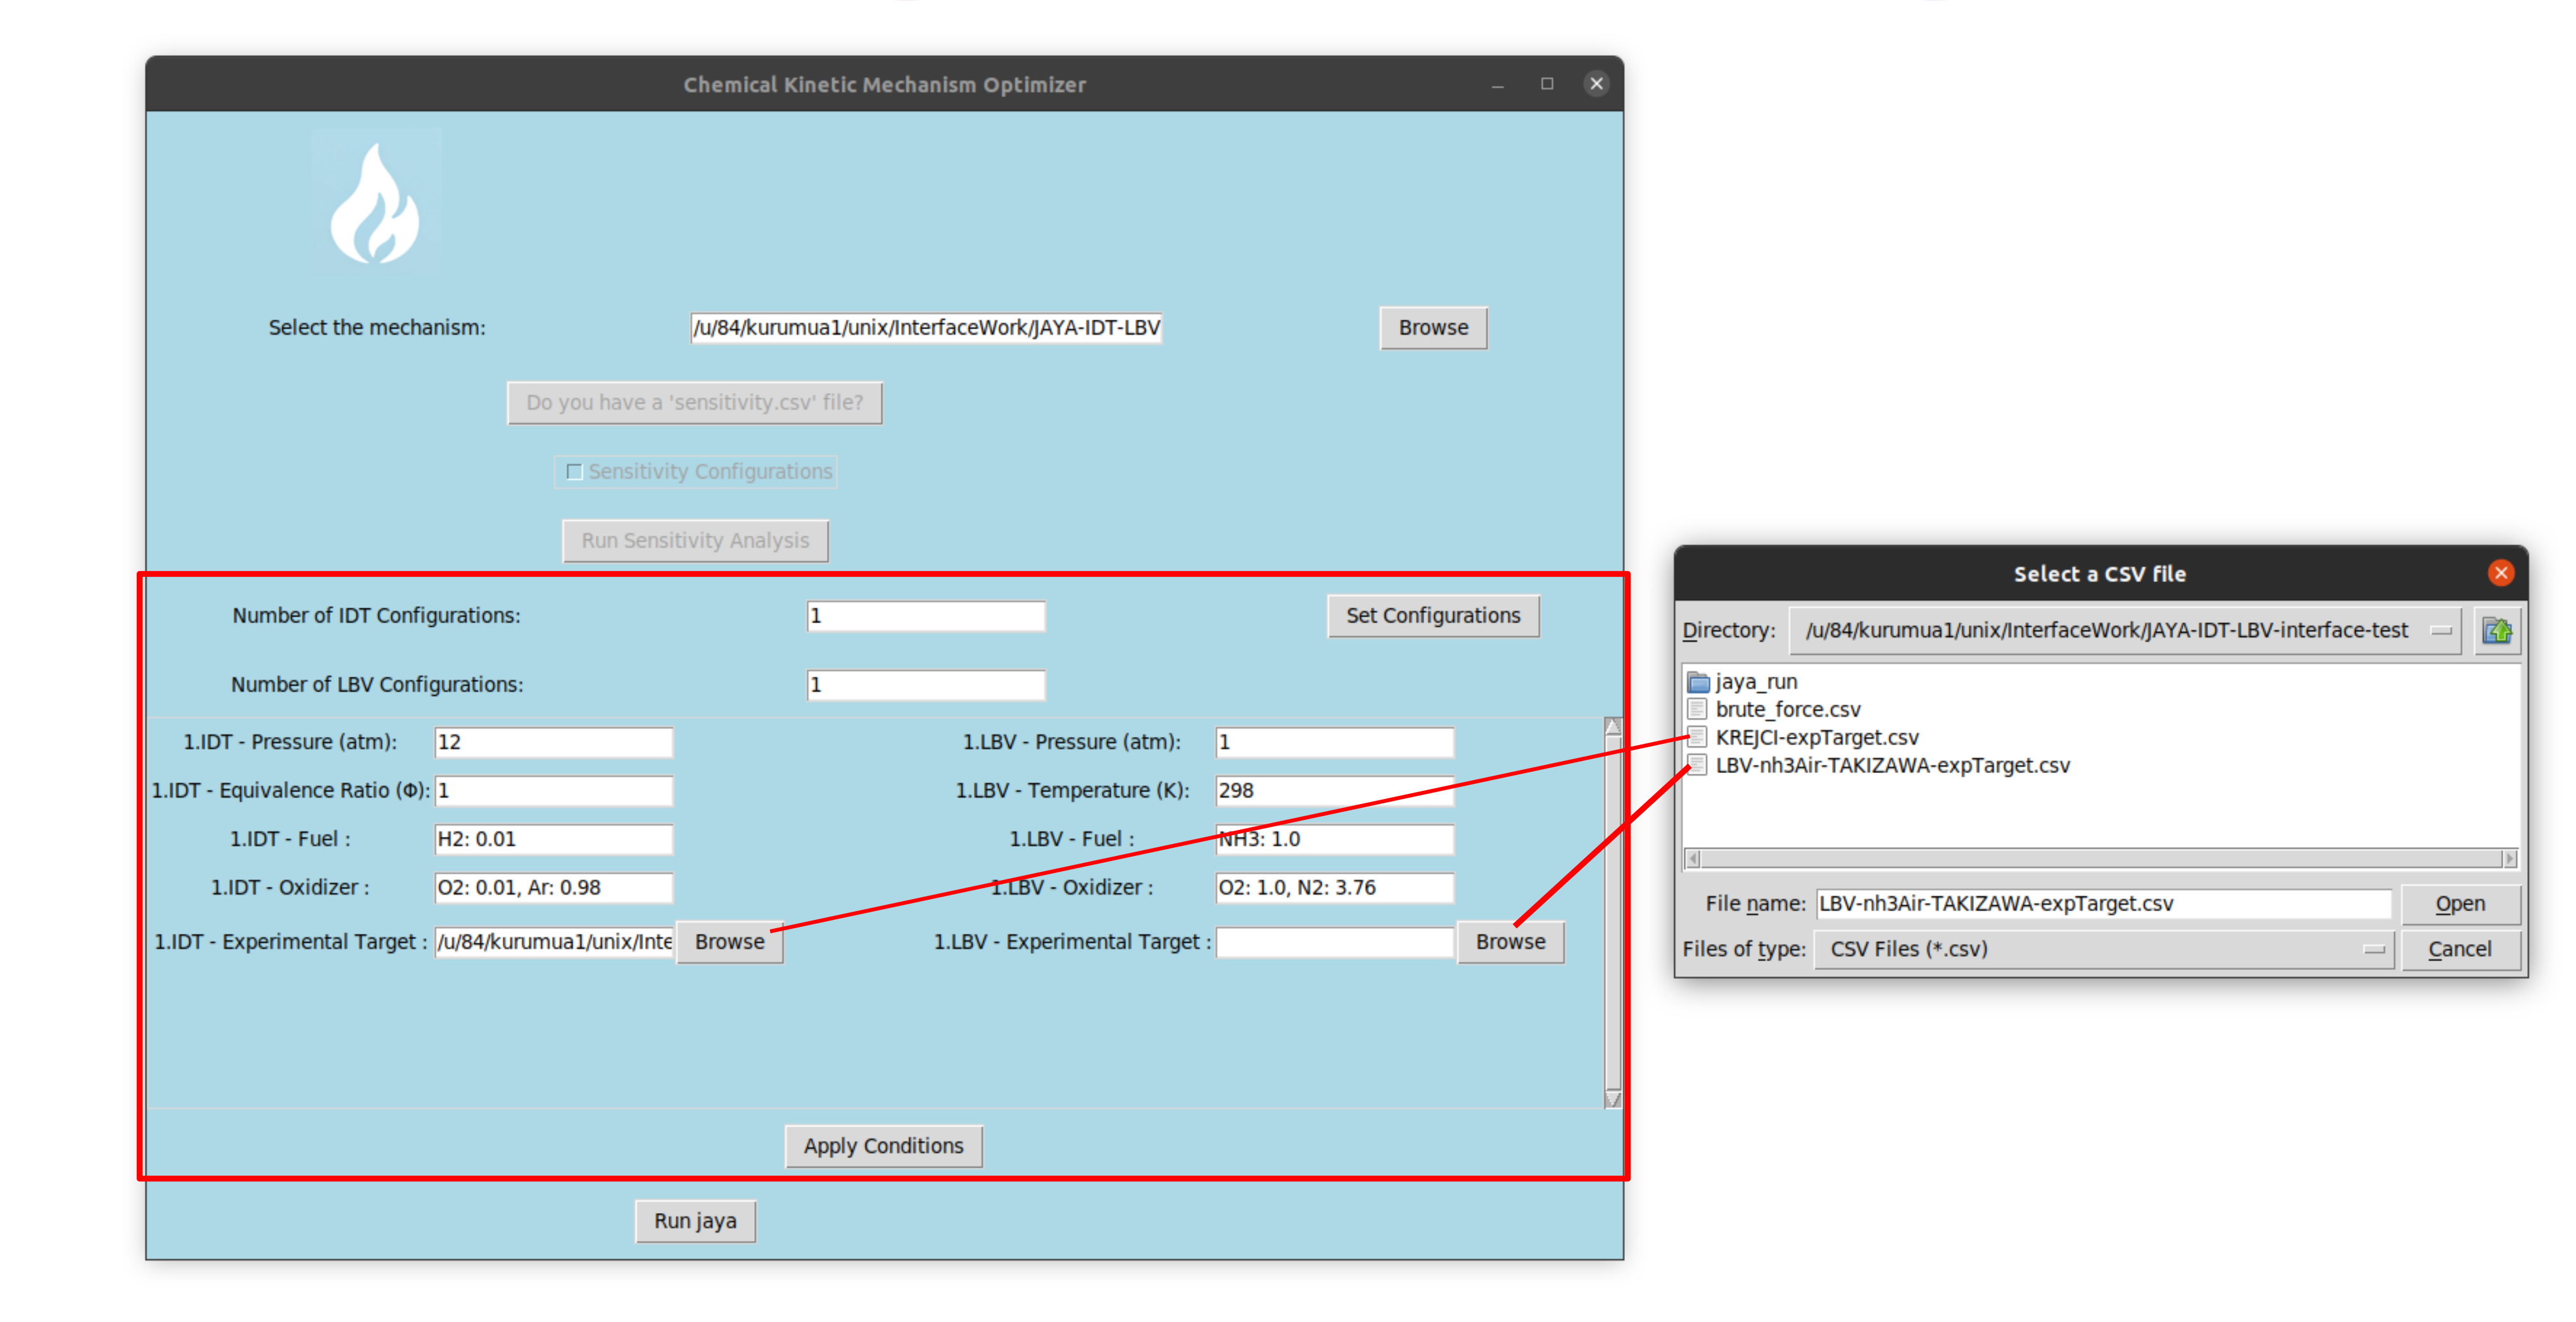 Chemical Kinetic Mechanism Optimizer
Select the mechanism: /u/84/kurumua1/unix/InterfaceWork/JAYA-IDT-LBV Browse
Do you have a 'sensitivity.csv' file?
Sensitivity Configurations
Run Sensitivity Analysis
Number of IDT Configurations: 1 Set Configurations
Number of LBV Configurations: 1
1.IDT - Pressure (atm): 12 1.LBV - Pressure (atm): 1
1.IDT - Equivalence Ratio (Φ): 1 1.LBV - Temperature (K): 298
1.IDT - Fuel : H2: 0.01 1.LBV - Fuel : NH3: 1.0
1.IDT - Oxidizer : O2: 0.01, Ar: 0.98 1.LBV - Oxidizer : O2: 1.0, N2: 3.76
1.IDT - Experimental Target : /u/84/kurumua1/unix/Inte Browse 1.LBV - Experimental Target : Browse
Apply Conditions
Run jaya
Select a CSV file
Directory: /u/84/kurumua1/unix/InterfaceWork/JAYA-IDT-LBV-interface-test
jaya_run
brute_force.csv
KREJCI-expTarget.csv
LBV-nh3Air-TAKIZAWA-expTarget.csv
File name: LBV-nh3Air-TAKIZAWA-expTarget.csv Open
Files of type: CSV Files (*.csv) Cancel